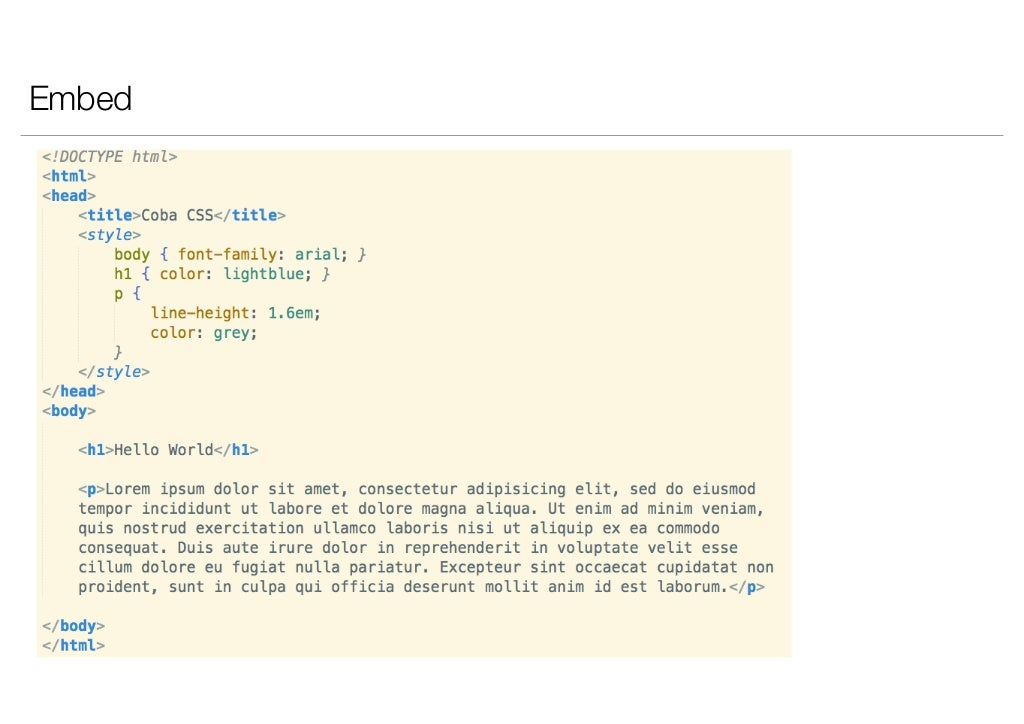 Embed
<!DOCTYPE html>
<html>
<head>
    <title>Coba CSS</title>
    <style>
        body { font-family: arial; }
        h1 { color: lightblue; }
        p {
            line-height: 1.6em;
            color: grey;
        }
    </style>
</head>
<body>
    <h1>Hello World</h1>
    <p>Lorem ipsum dolor sit amet, consectetur adipisicing elit, sed do eiusmod
    tempor incididunt ut labore et dolore magna aliqua. Ut enim ad minim veniam,
    quis nostrud exercitation ullamco laboris nisi ut aliquip ex ea commodo
    consequat. Duis aute irure dolor in reprehenderit in voluptate velit esse
    cillum dolore eu fugiat nulla pariatur. Excepteur sint occaecat cupidatat non
    proident, sunt in culpa qui officia deserunt mollit anim id est laborum.</p>
</body>
</html>